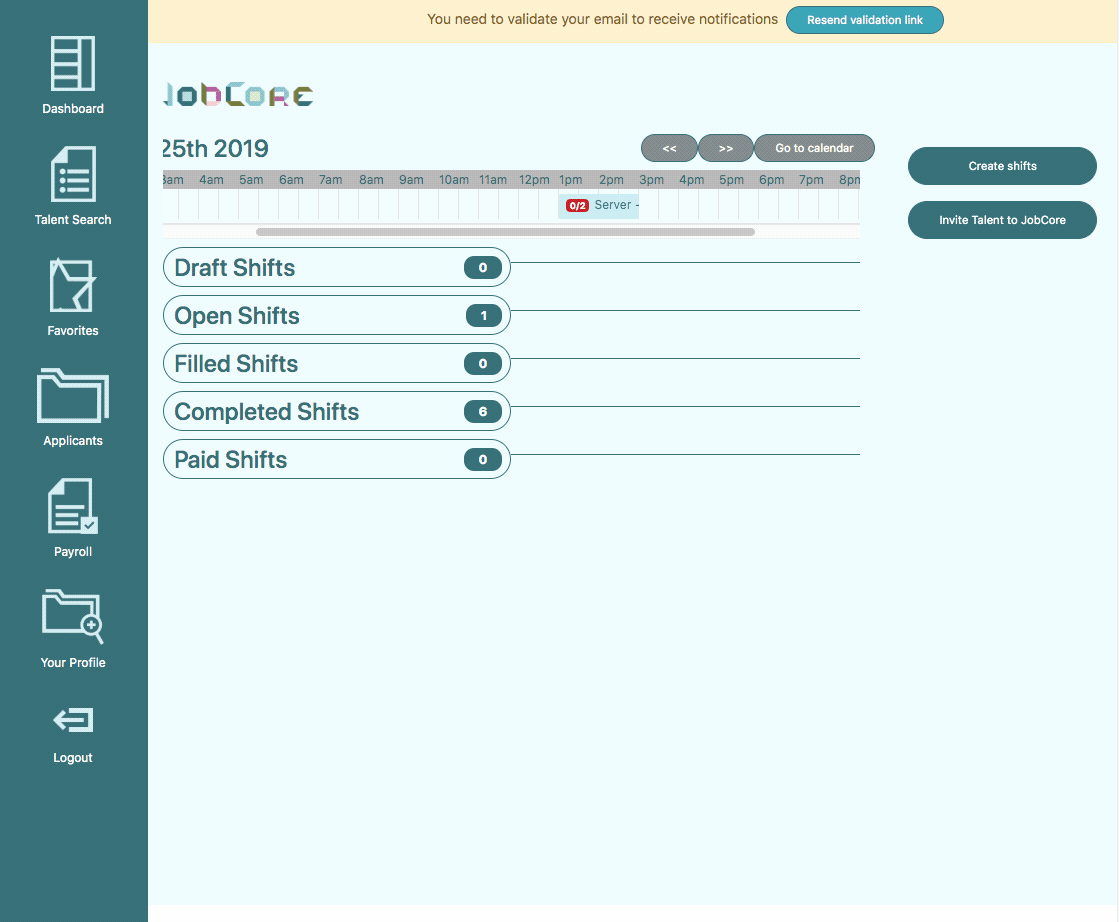 You need to validate your email to receive notifications Resend validation link
Dashboard
Talent Search
Favorites
Applicants
Payroll
Your Profile
Logout
JobCore
25th 2019 << >> Go to calendar
3am 4am 5am 6am 7am 8am 9am 10am 11am 12pm 1pm 2pm 3pm 4pm 5pm 6pm 7pm 8pm
0/2 Server -
Draft Shifts 0
Open Shifts 1
Filled Shifts 0
Completed Shifts 6
Paid Shifts 0
Create shifts
Invite Talent to JobCore